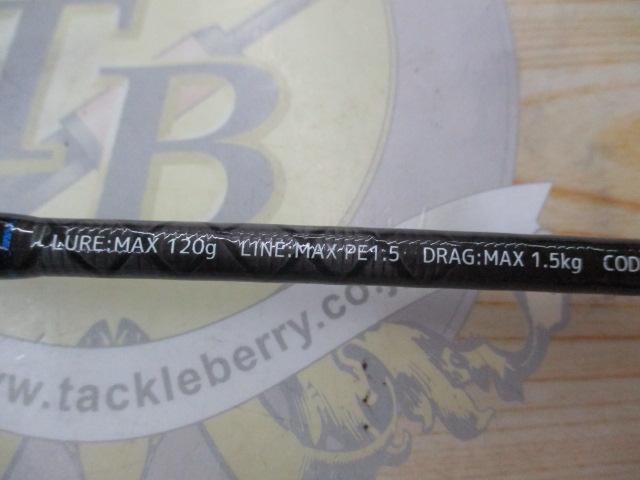 TB
LURE:MAX 120g LINE:MAX PE1.5 DRAG:MAX 1.5kg COD
www.tackleberry.co.j